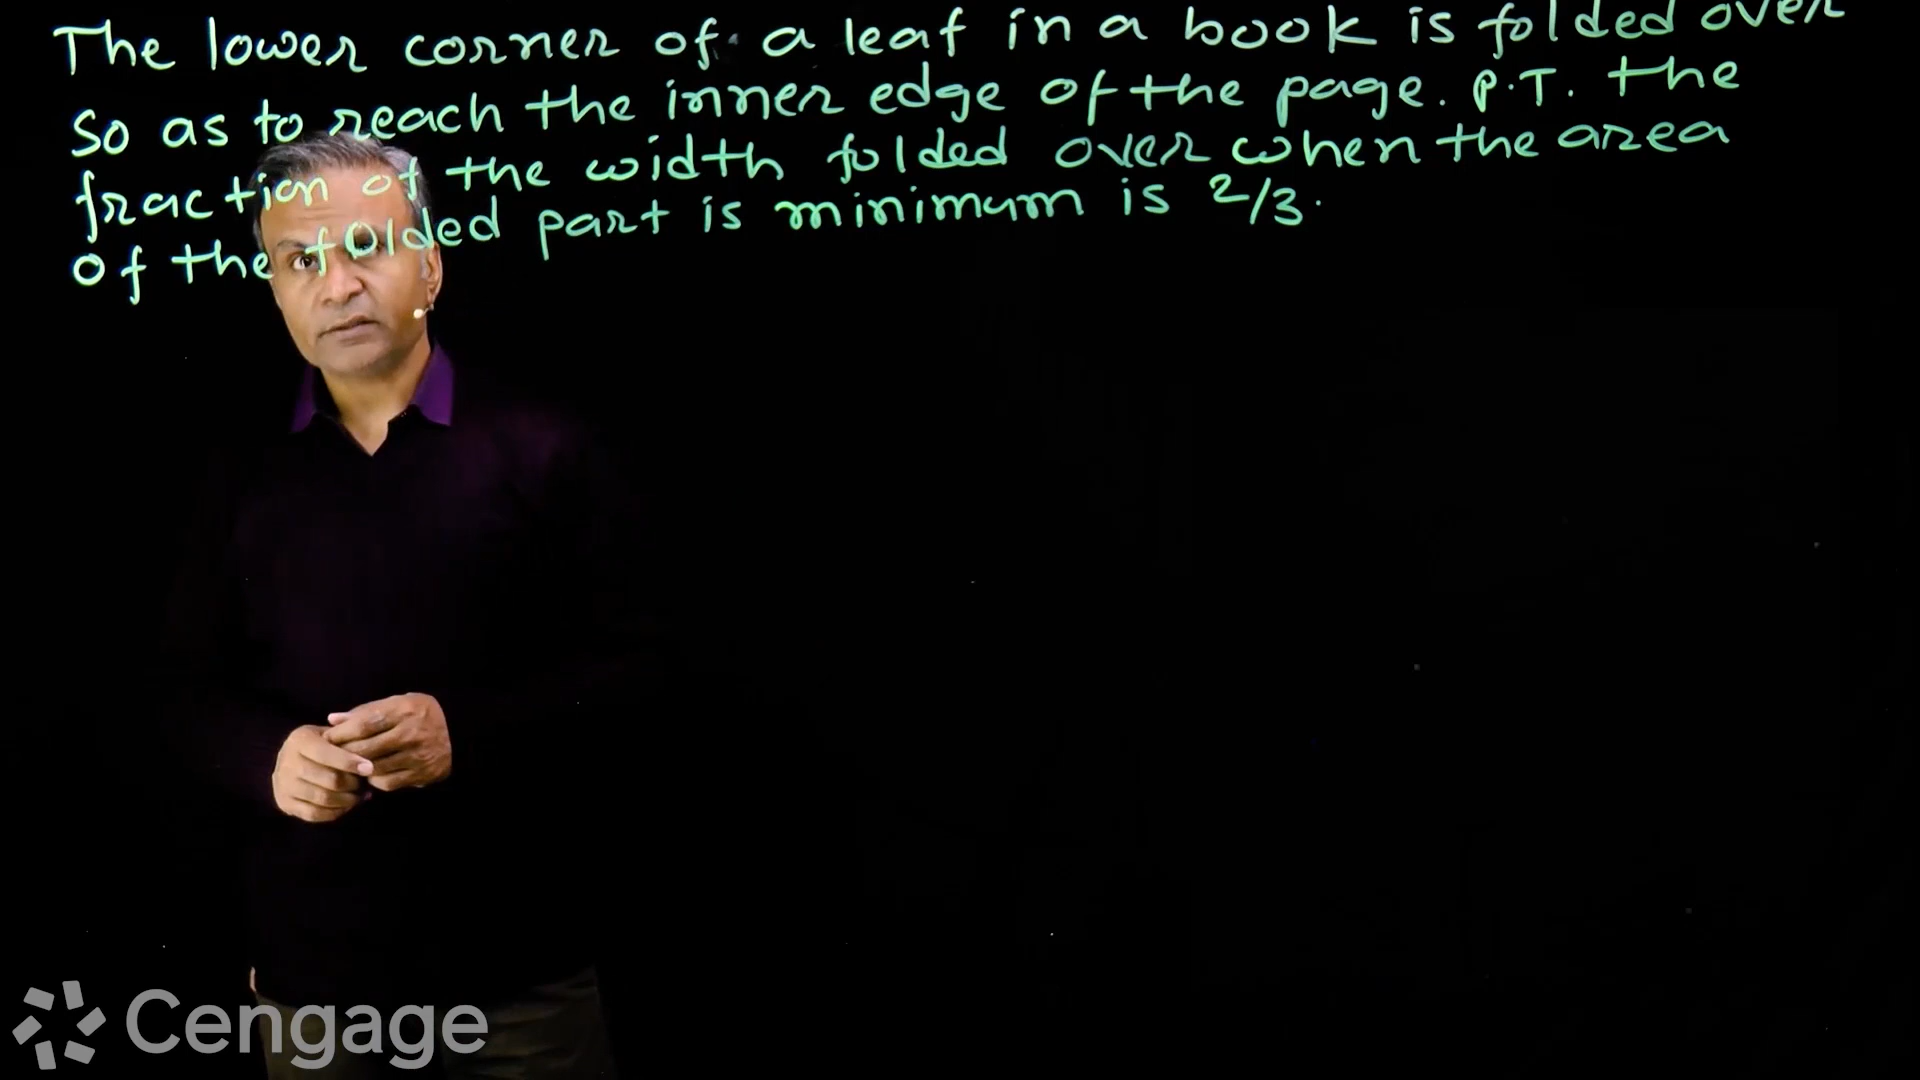 The lower corner of a leaf in a book is folded over
so as to reach the inner edge of the page. P.T. the
fraction of the width folded over when the area
of the folded part is minimum is 2/3.
Cengage